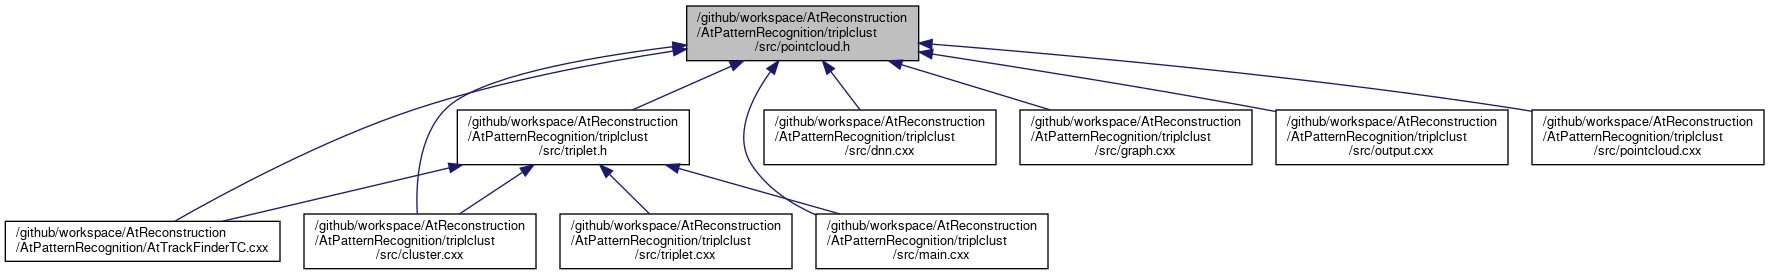 /github/workspace/AtReconstruction
/AtPatternRecognition/triplclust
/src/pointcloud.h
/github/workspace/AtReconstruction
/AtPatternRecognition/triplclust
/src/triplet.h
/github/workspace/AtReconstruction
/AtPatternRecognition/triplclust
/src/dnn.cxx
/github/workspace/AtReconstruction
/AtPatternRecognition/triplclust
/src/graph.cxx
/github/workspace/AtReconstruction
/AtPatternRecognition/triplclust
/src/output.cxx
/github/workspace/AtReconstruction
/AtPatternRecognition/triplclust
/src/pointcloud.cxx
/github/workspace/AtReconstruction
/AtPatternRecognition/AtTrackFinderTC.cxx
/github/workspace/AtReconstruction
/AtPatternRecognition/triplclust
/src/cluster.cxx
/github/workspace/AtReconstruction
/AtPatternRecognition/triplclust
/src/triplet.cxx
/github/workspace/AtReconstruction
/AtPatternRecognition/triplclust
/src/main.cxx